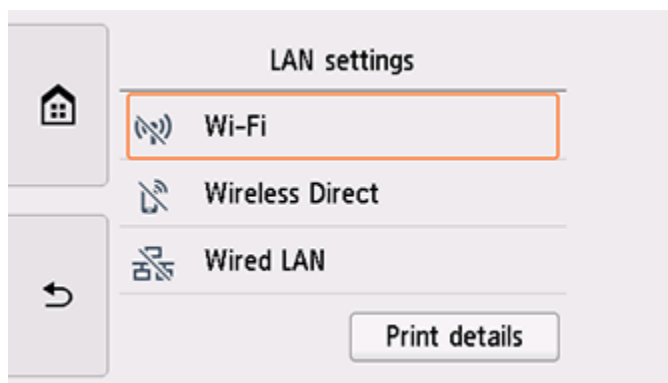 LAN settings
Wi-Fi
Wireless Direct
Wired LAN
Print details